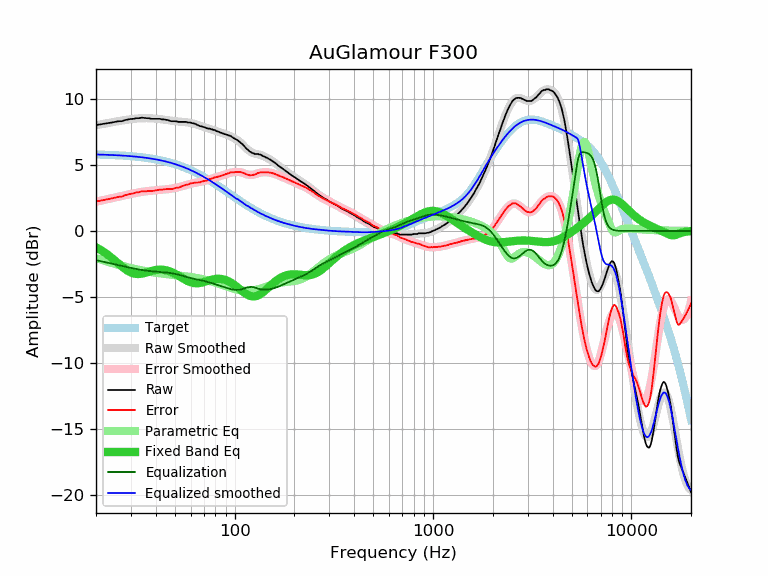 AuGlamour F300
Amplitude (dBr)
10
5
0
−5
−10
−15
−20
Target
Raw Smoothed
Error Smoothed
Raw
Error
Parametric Eq
Fixed Band Eq
Equalization
Equalized smoothed
100
1000
10000
Frequency (Hz)